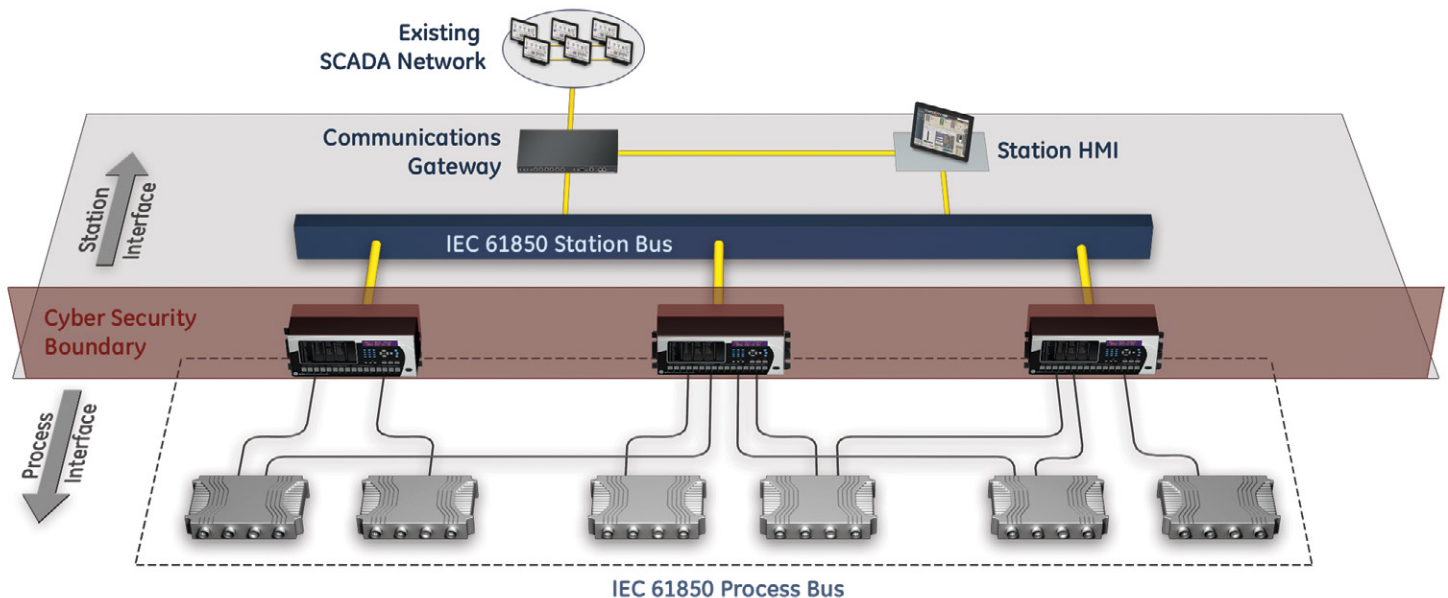 Existing
SCADA Network
Communications
Gateway
Station HMI
Station
Interface
IEC 61850 Station Bus
Cyber Security
Boundary
Process
Interface
IEC 61850 Process Bus